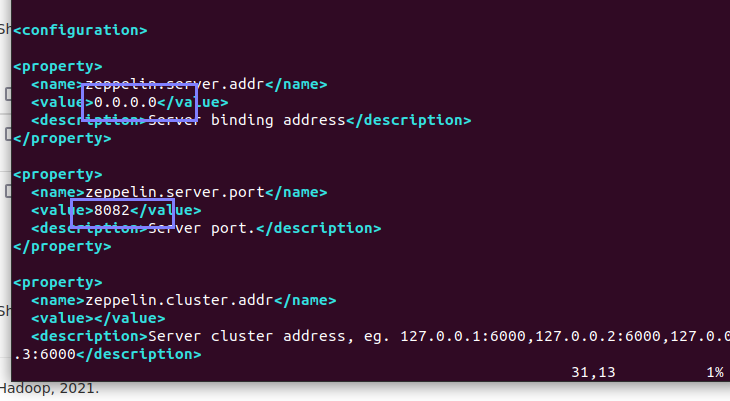 <configuration>
Sh
<property>
<name>zeppelin.server.addr</name>
<value>0.0.0.0</value>
<description>Server binding address</description>
</property>
<property>
<name>zeppelin.server.port</name>
<value>8082</value>
<description>Server port.</description>
</property>
<property>
<name>zeppelin.cluster.addr</name>
Sh
<value></value>
<description>Server cluster address, eg. 127.0.0.1:6000,127.0.0.2:6000,127.0.0
.3:6000</description>
31,13 1%
Hadoop, 2021.